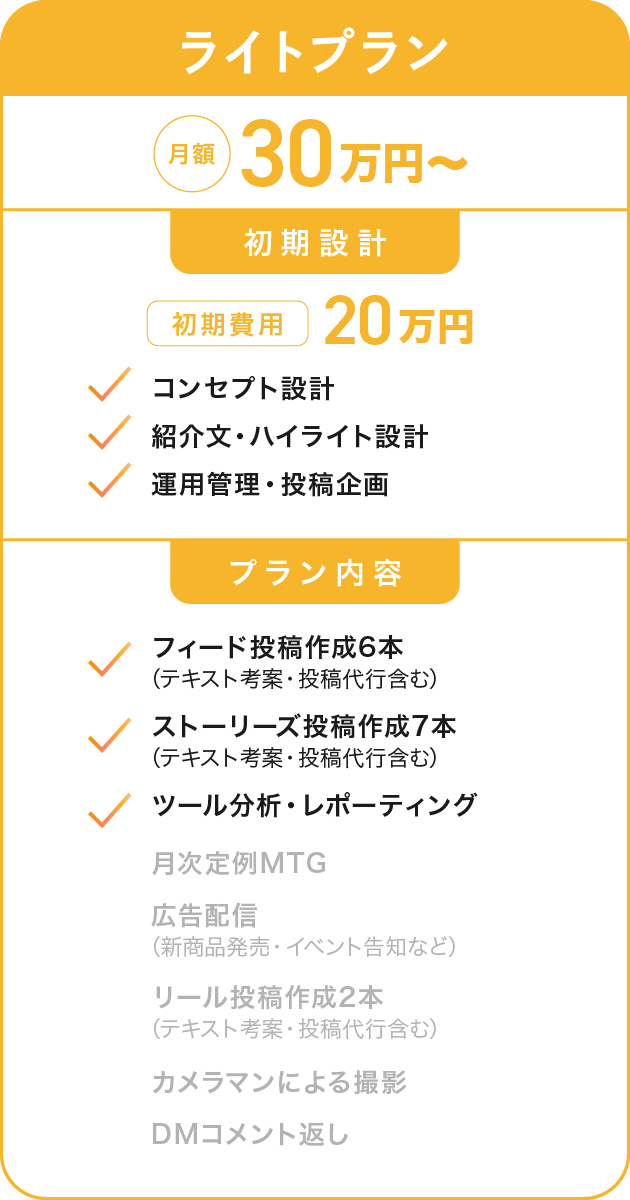 ライトプラン
月額 30万円～
初期設計
初期費用 20万円
コンセプト設計
紹介文・ハイライト設計
運用管理・投稿企画
プラン内容
フィード投稿作成6本
（テキスト考案・投稿代行含む）
ストーリーズ投稿作成7本
（テキスト考案・投稿代行含む）
ツール分析・レポーティング
月次定例MTG
広告配信
（新商品発売・イベント告知など）
リール投稿作成2本
（テキスト考案・投稿代行含む）
カメラマンによる撮影
DMコメント返し